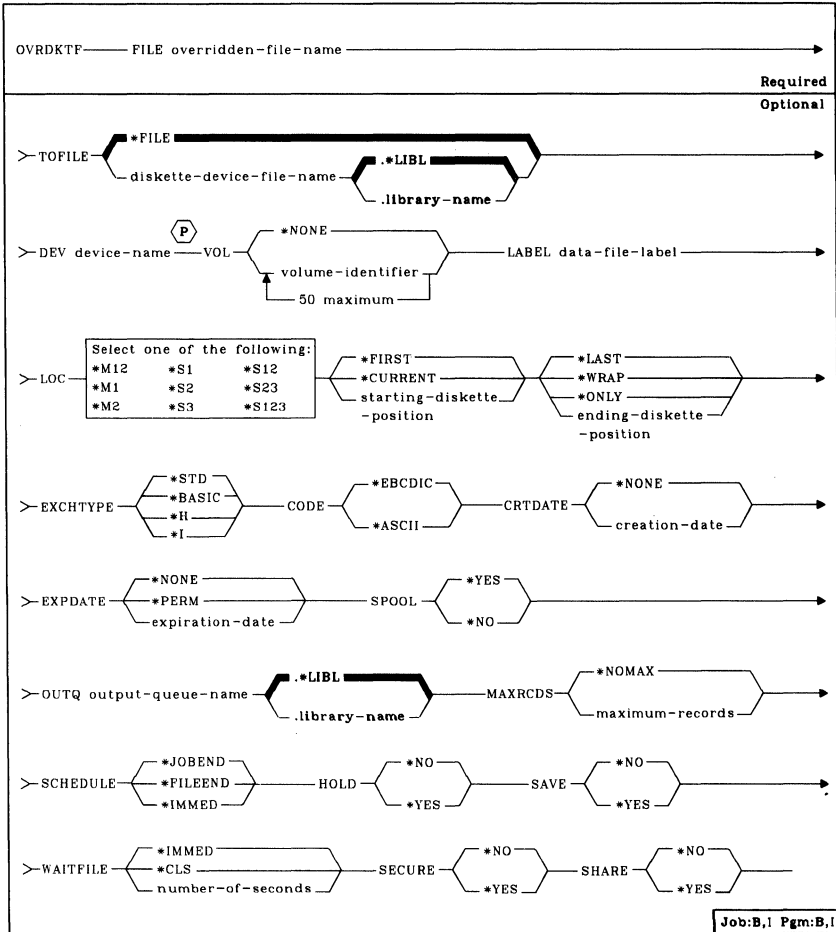 OVRDKTF FILE overridden-file-name
Required
Optional
*FILE
TOFILE
.*LIBL
diskette-device-file-name
.library-name
P
*NONE
DEV device-name VOL LABEL data-file-label
volume-identifier
50 maximum
Select one of the following:
*M12 *S1 *S12
*M1 *S2 *S23
*M2 *S3 *S123
LOC
*FIRST
*CURRENT
starting-diskette
-position
*LAST
*WRAP
*ONLY
ending-diskette
-position
*STD
*BASIC
*H
*I
EXCHTYPE
CODE
*EBCDIC
*ASCII
CRTDATE
*NONE
creation-date
*NONE
EXPDATE *PERM
expiration-date
SPOOL
*YES
*NO
OUTQ output-queue-name
.*LIBL
.library-name
MAXRCDS
*NOMAX
maximum-records
*JOBEND
SCHEDULE *FILEEND
*IMMED
HOLD
*NO
*YES
SAVE
*NO
*YES
*IMMED
WAITFILE *CLS
number-of-seconds
SECURE
*NO
*YES
SHARE
*NO
*YES
Job:B,I Pgm:B,I